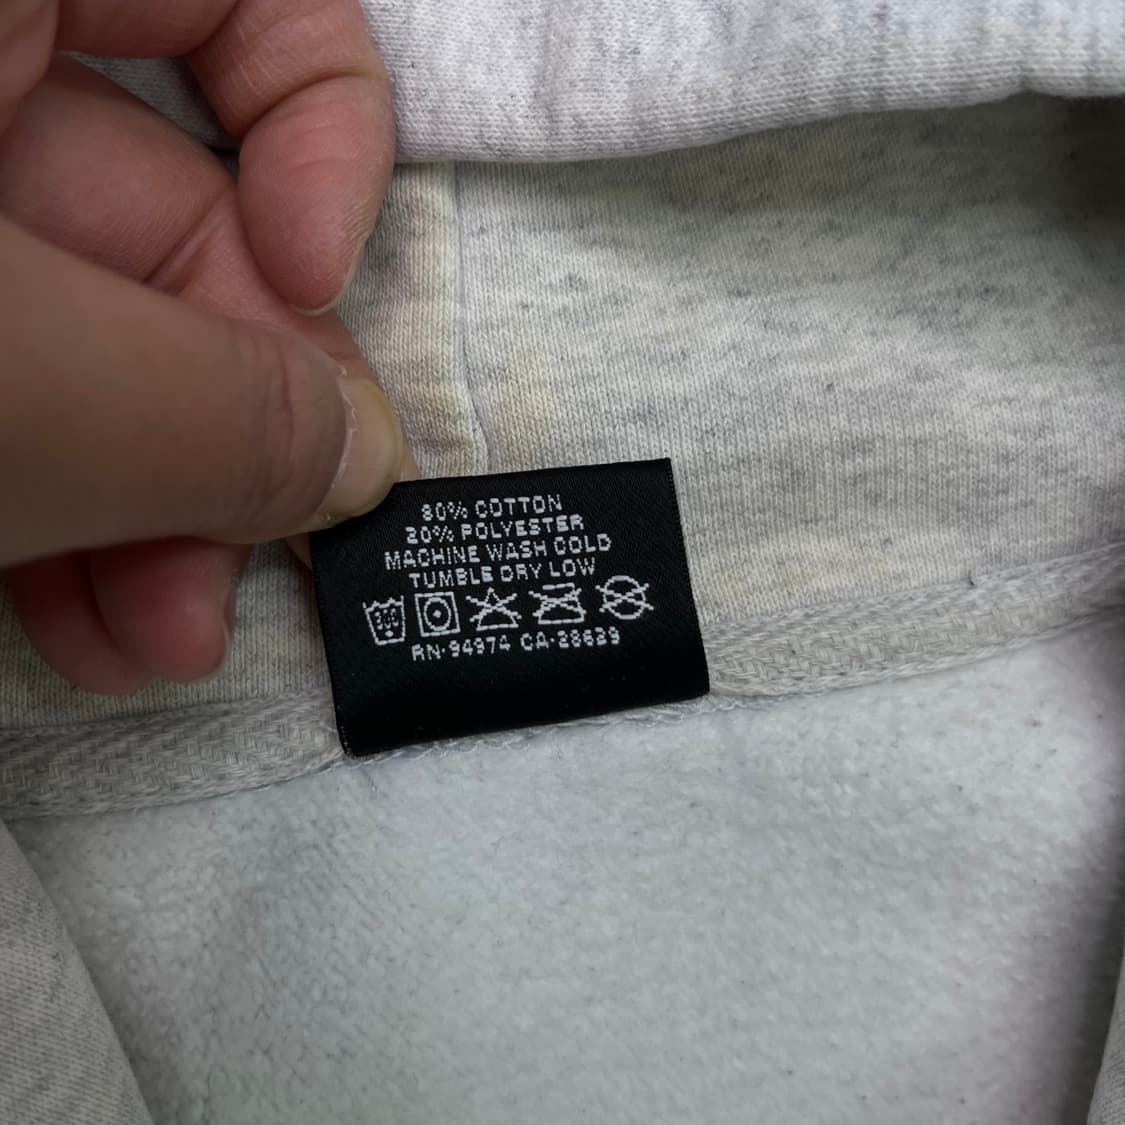 80% COTTON
20% POLYESTER
MACHINE WASH COLD
TUMBLE DRY LOW
RN·94974 CA·28629